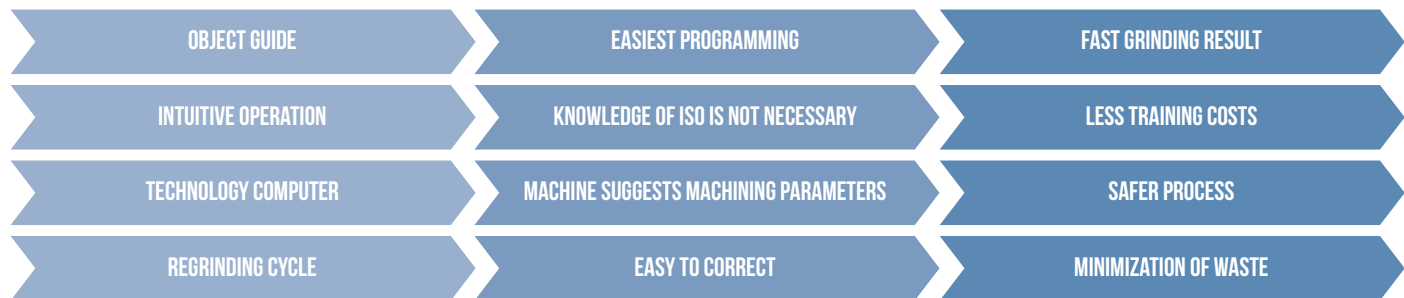 OBJECT GUIDE
EASIEST PROGRAMMING
FAST GRINDING RESULT
INTUITIVE OPERATION
KNOWLEDGE OF ISO IS NOT NECESSARY
LESS TRAINING COSTS
TECHNOLOGY COMPUTER
MACHINE SUGGESTS MACHINING PARAMETERS
SAFER PROCESS
REGRINDING CYCLE
EASY TO CORRECT
MINIMIZATION OF WASTE